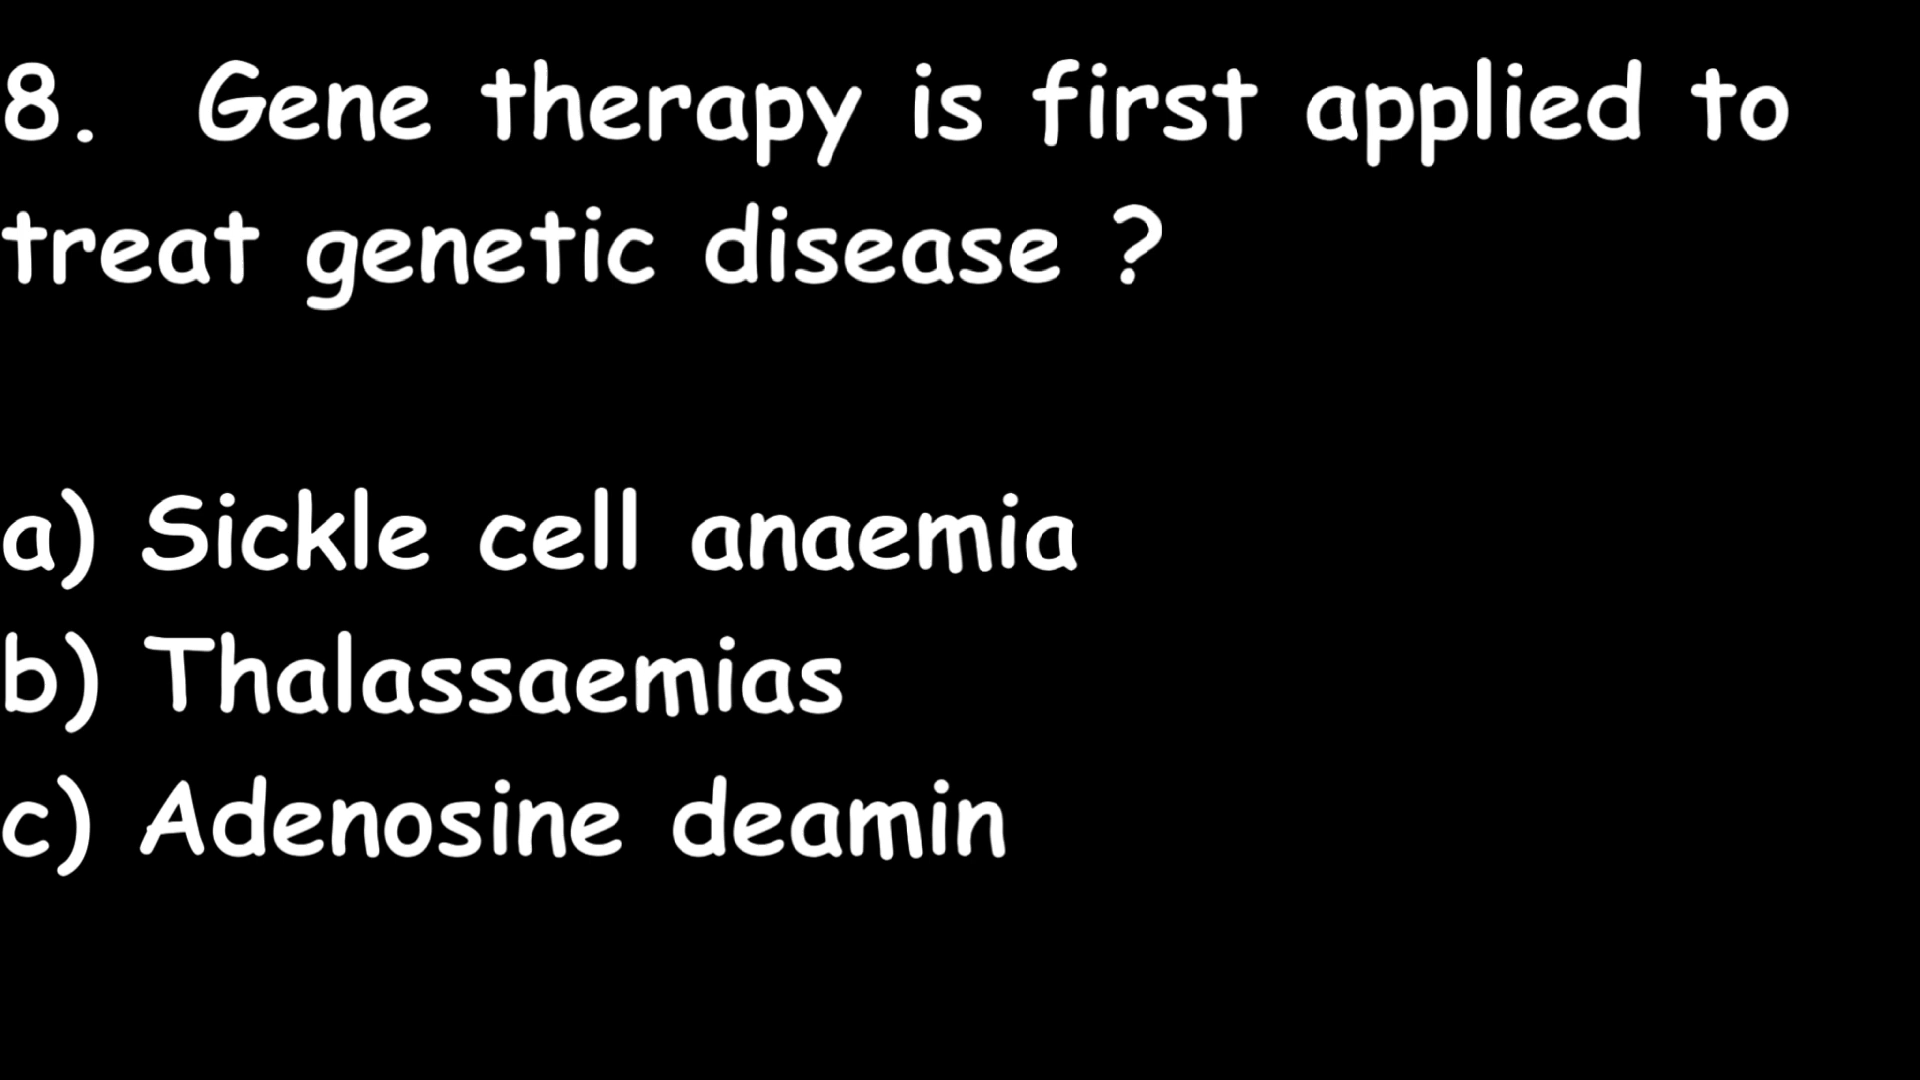 8. Gene therapy is first applied to
treat genetic disease ?
a) Sickle cell anaemia
b) Thalassaemias
c) Adenosine deamin